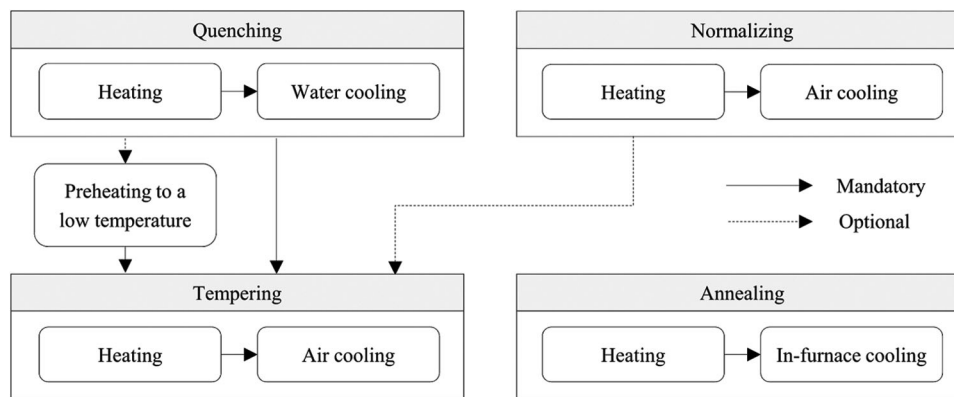 Quenching
Heating
Water cooling
Normalizing
Heating
Air cooling
Preheating to a
low temperature
Mandatory
Optional
Tempering
Heating
Air cooling
Annealing
Heating
In-furnace cooling